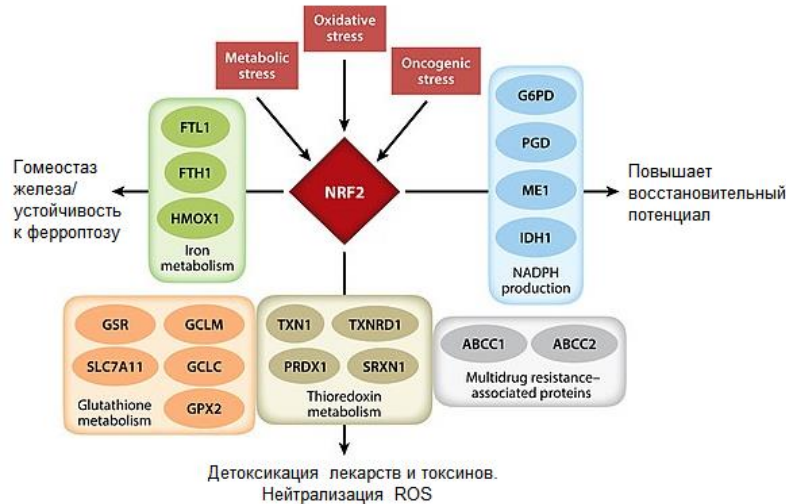 Oxidative
stress
Metabolic
stress
Oncogenic
stress
FTL1
FTH1
HMOX1
Iron
metabolism
Гомеостаз
железа/
устойчивость
к ферроптозу
NRF2
G6PD
PGD
ME1
IDH1
NADPH
production
Повышает
восстановительный
потенциал
GSR
GCLM
SLC7A11
GCLC
GPX2
Glutathione
metabolism
TXN1
TXNRD1
PRDX1
SRXN1
Thioredoxin
metabolism
ABCC1
ABCC2
Multidrug resistance–
associated proteins
Детоксикация лекарств и токсинов.
Нейтрализация ROS